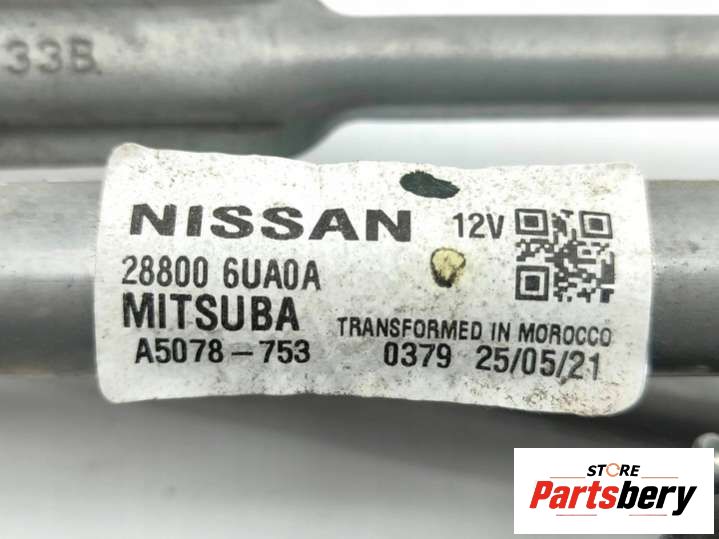 33B
NISSAN 12V
28800 6UA0A
MITSUBA
TRANSFORMED IN MOROCCO
A5078-753 0379 25/05/21
STORE
Partsbery